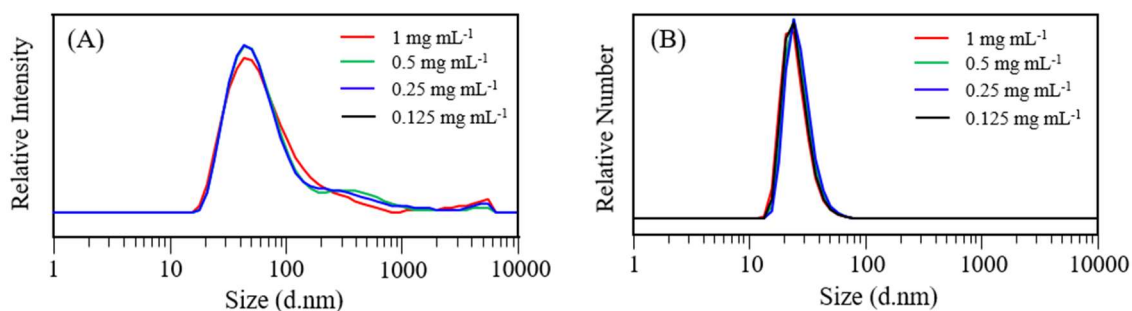 (A)
1 mg mL⁻¹
0.5 mg mL⁻¹
0.25 mg mL⁻¹
0.125 mg mL⁻¹
Relative Intensity
1 10 100 1000 10000
Size (d.nm)
(B)
1 mg mL⁻¹
0.5 mg mL⁻¹
0.25 mg mL⁻¹
0.125 mg mL⁻¹
Relative Number
1 10 100 1000 10000
Size (d.nm)